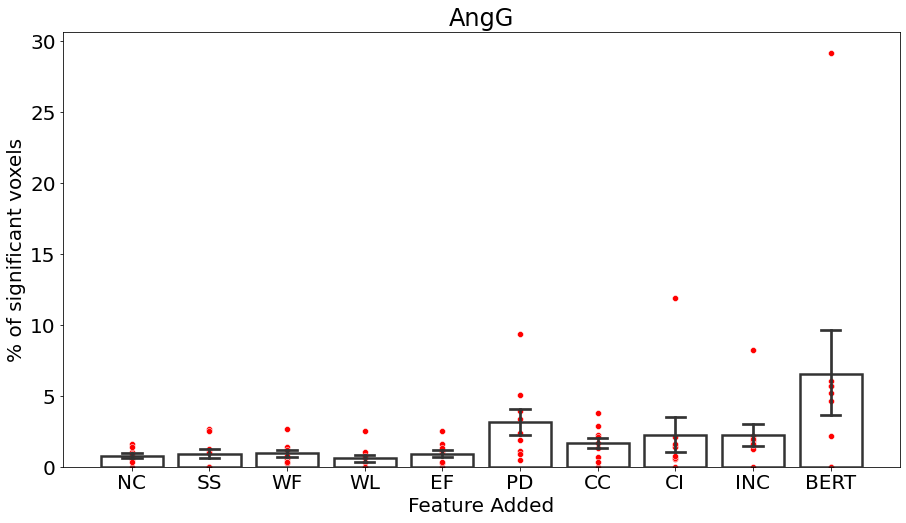 AngG
% of significant voxels
30
25
20
15
10
5
0
NC SS WF WL EF PD CC CI INC BERT
Feature Added